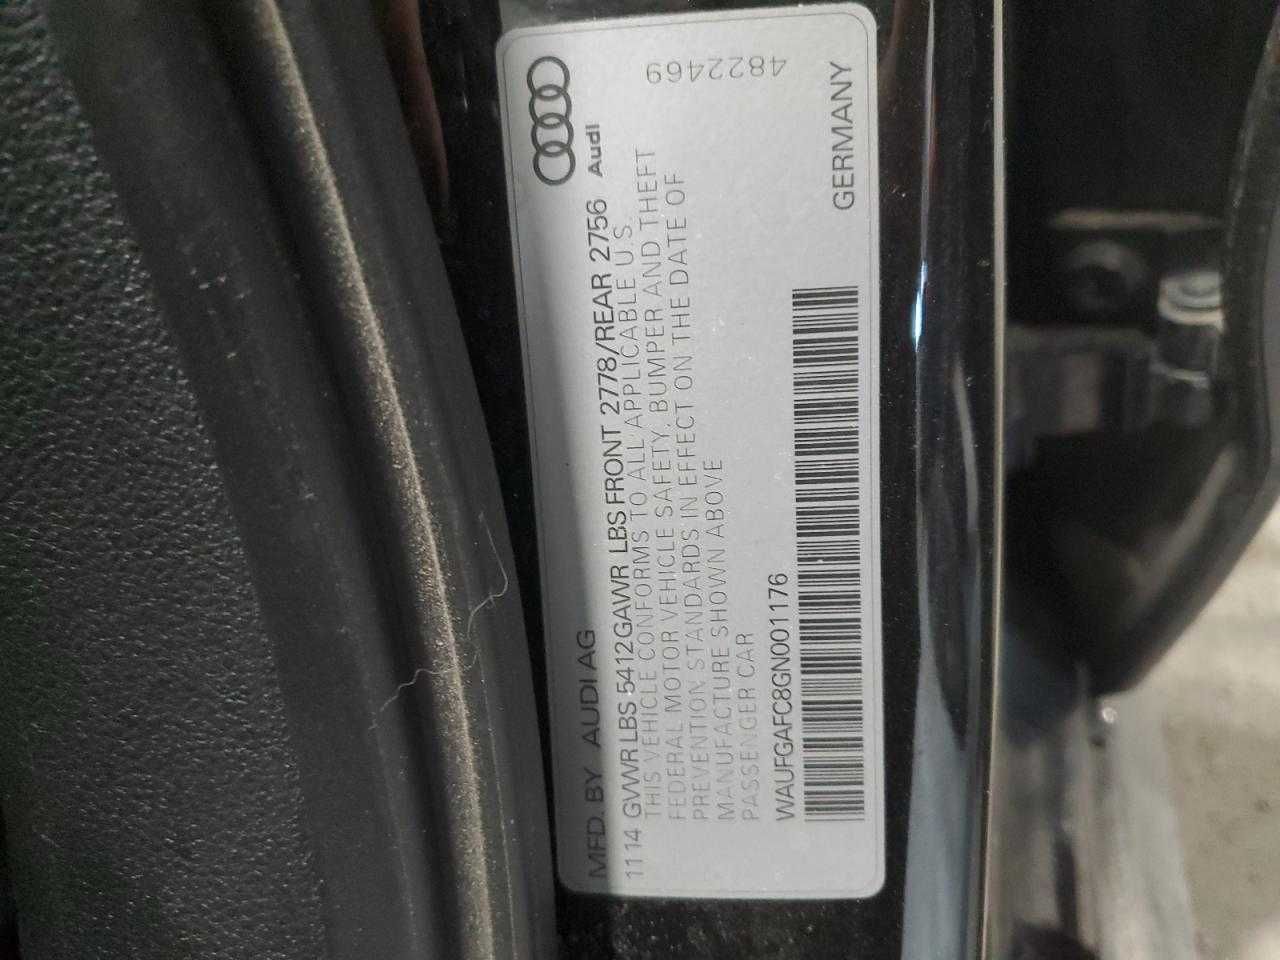 MFD. BY AUDI AG
Audi
1114 GVWR LBS 5412GAWR LBS FRONT 2778/REAR 2756
THIS VEHICLE CONFORMS TO ALL APPLICABLE U.S.
FEDERAL MOTOR VEHICLE SAFETY, BUMPER AND THEFT
PREVENTION STANDARDS IN EFFECT ON THE DATE OF
MANUFACTURE SHOWN ABOVE
PASSENGER CAR
WAUFGAFC8GN001176
4822469
GERMANY